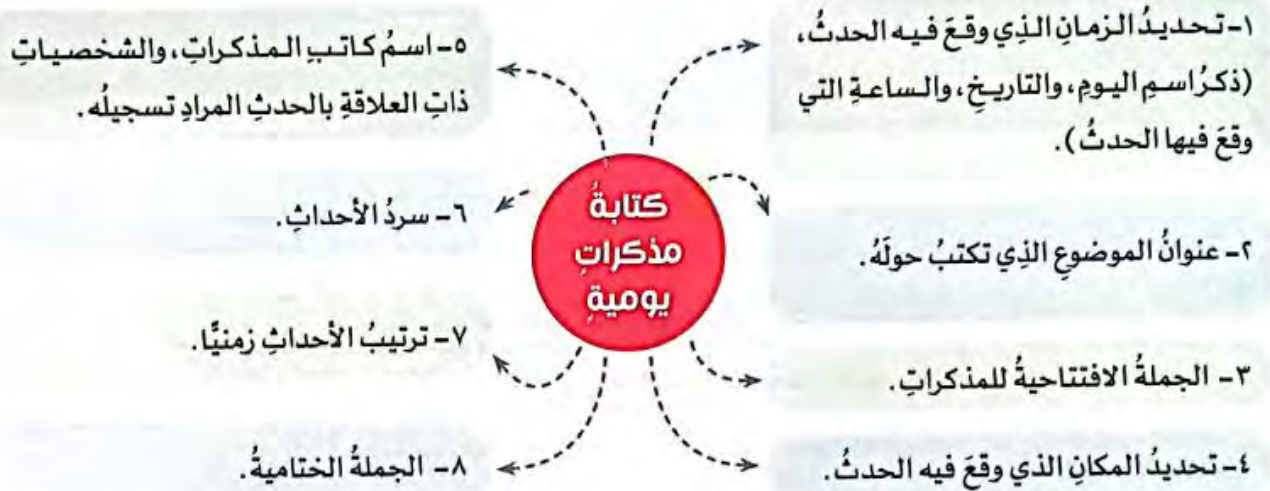 ١- تحديدُ الزمانِ الذِي وقعَ فيه الحدثُ،
(ذكرُ اسمِ اليومِ، والتاريخِ، والساعةِ التي
وقعَ فيها الحدثُ).
٢- عنوانُ الموضوعِ الذِي تكتبُ حولَهُ.
٣- الجملةُ الافتتاحيةُ للمذكراتِ.
٤- تحديدُ المكانِ الذي وقعَ فيه الحدثُ.
كتابةُ
مذكراتٍ
يوميةٍ
٥- اسمُ كاتبِ المذكراتِ، والشخصياتِ
ذاتِ العلاقةِ بالحدثِ المرادِ تسجيلُه.
٦- سردُ الأحداثِ.
٧- ترتيبُ الأحداثِ زمنيًّا.
٨- الجملةُ الختاميةُ.